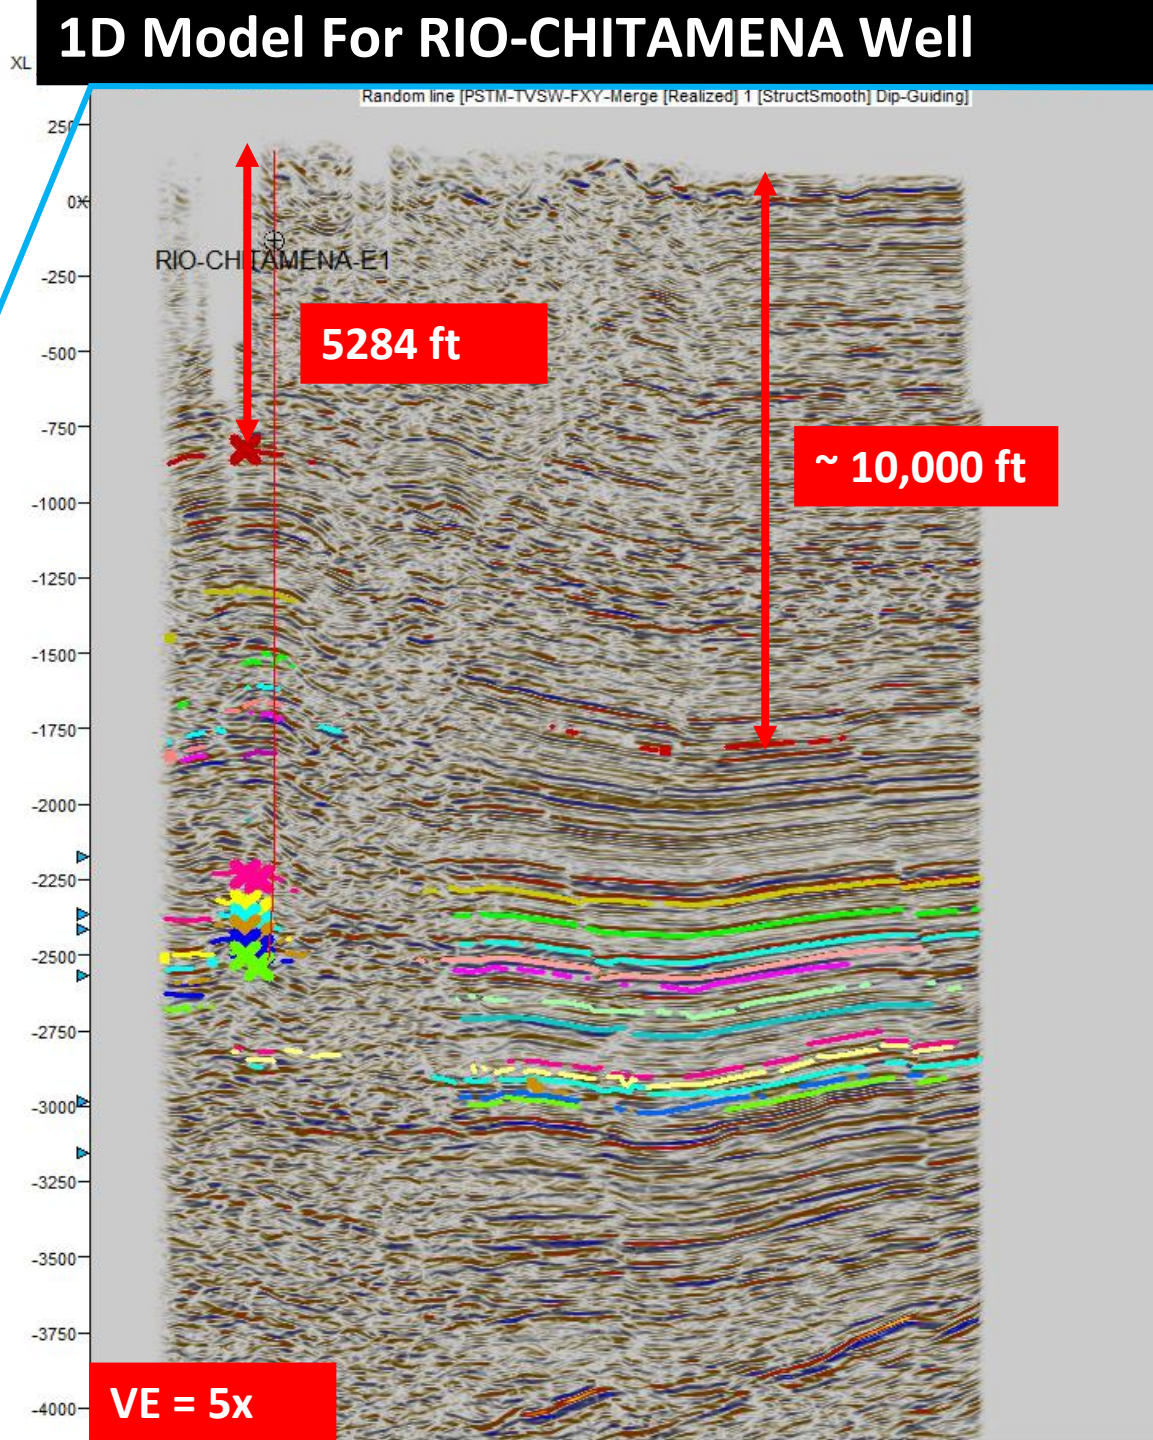 1D Model For RIO-CHITAMENA Well
XL
Random line [PSTM-TVSW-FXY-Merge [Realized] 1 [StructSmooth] Dip-Guiding]
250
0
-250
RIO-CHITAMENA-E1
5284 ft
-500
-750
~ 10,000 ft
-1000
-1250
-1500
-1750
-2000
-2250
-2500
-2750
-3000
-3250
-3500
-3750
VE = 5x
-4000